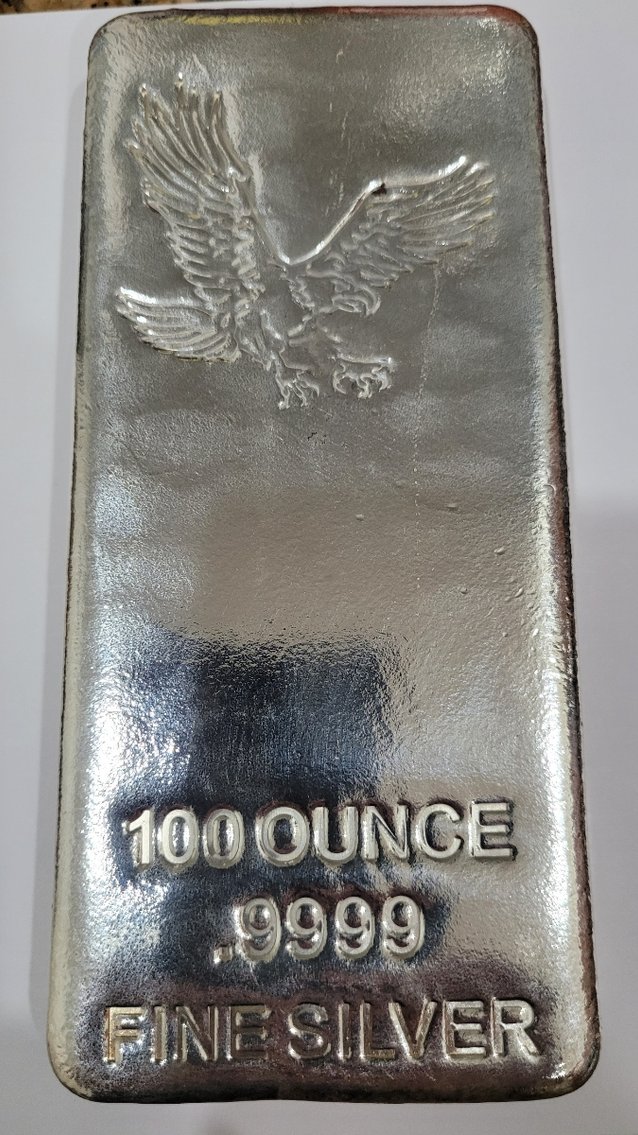 100 OUNCE
.9999
FINE SILVER